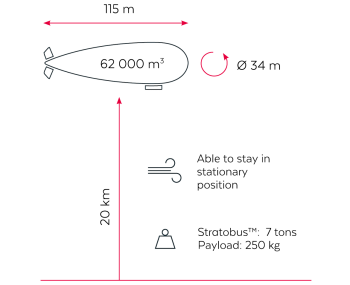 115 m
62 000 m³
Ø 34 m
20 km
Able to stay in
stationary
position
Stratobus™: 7 tons
Payload: 250 kg